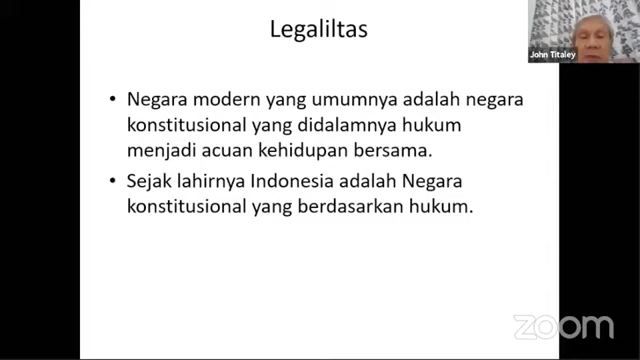 Legaliltas
John Titaley
• Negara modern yang umumnya adalah negara
konstitusional yang didalamnya hukum
menjadi acuan kehidupan bersama.
• Sejak lahirnya Indonesia adalah Negara
konstitusional yang berdasarkan hukum.
zoom